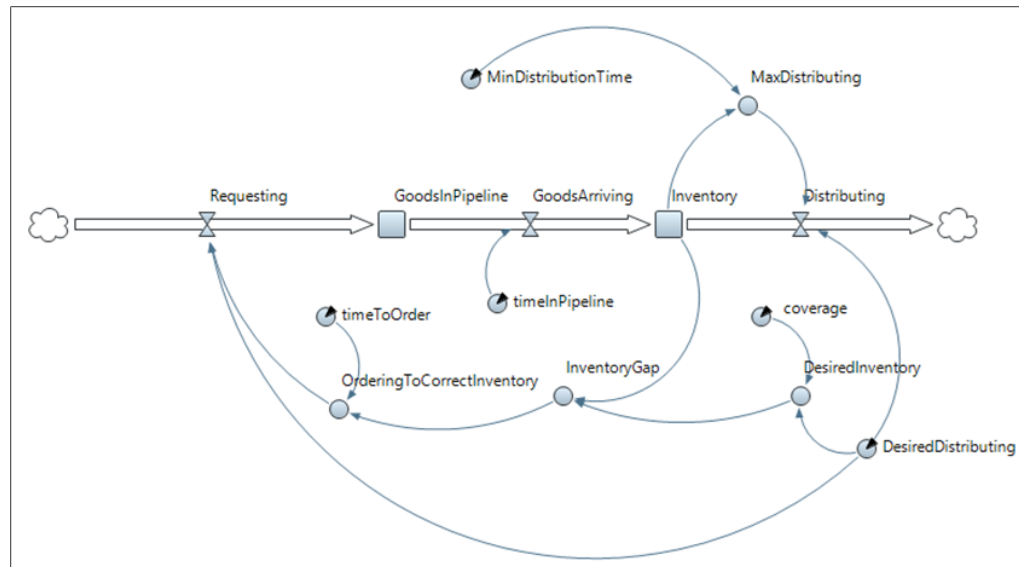 MinDistributionTime
MaxDistributing
Requesting
GoodsInPipeline
GoodsArriving
Inventory
Distributing
timeToOrder
timeInPipeline
coverage
OrderingToCorrectInventory
InventoryGap
DesiredInventory
DesiredDistributing